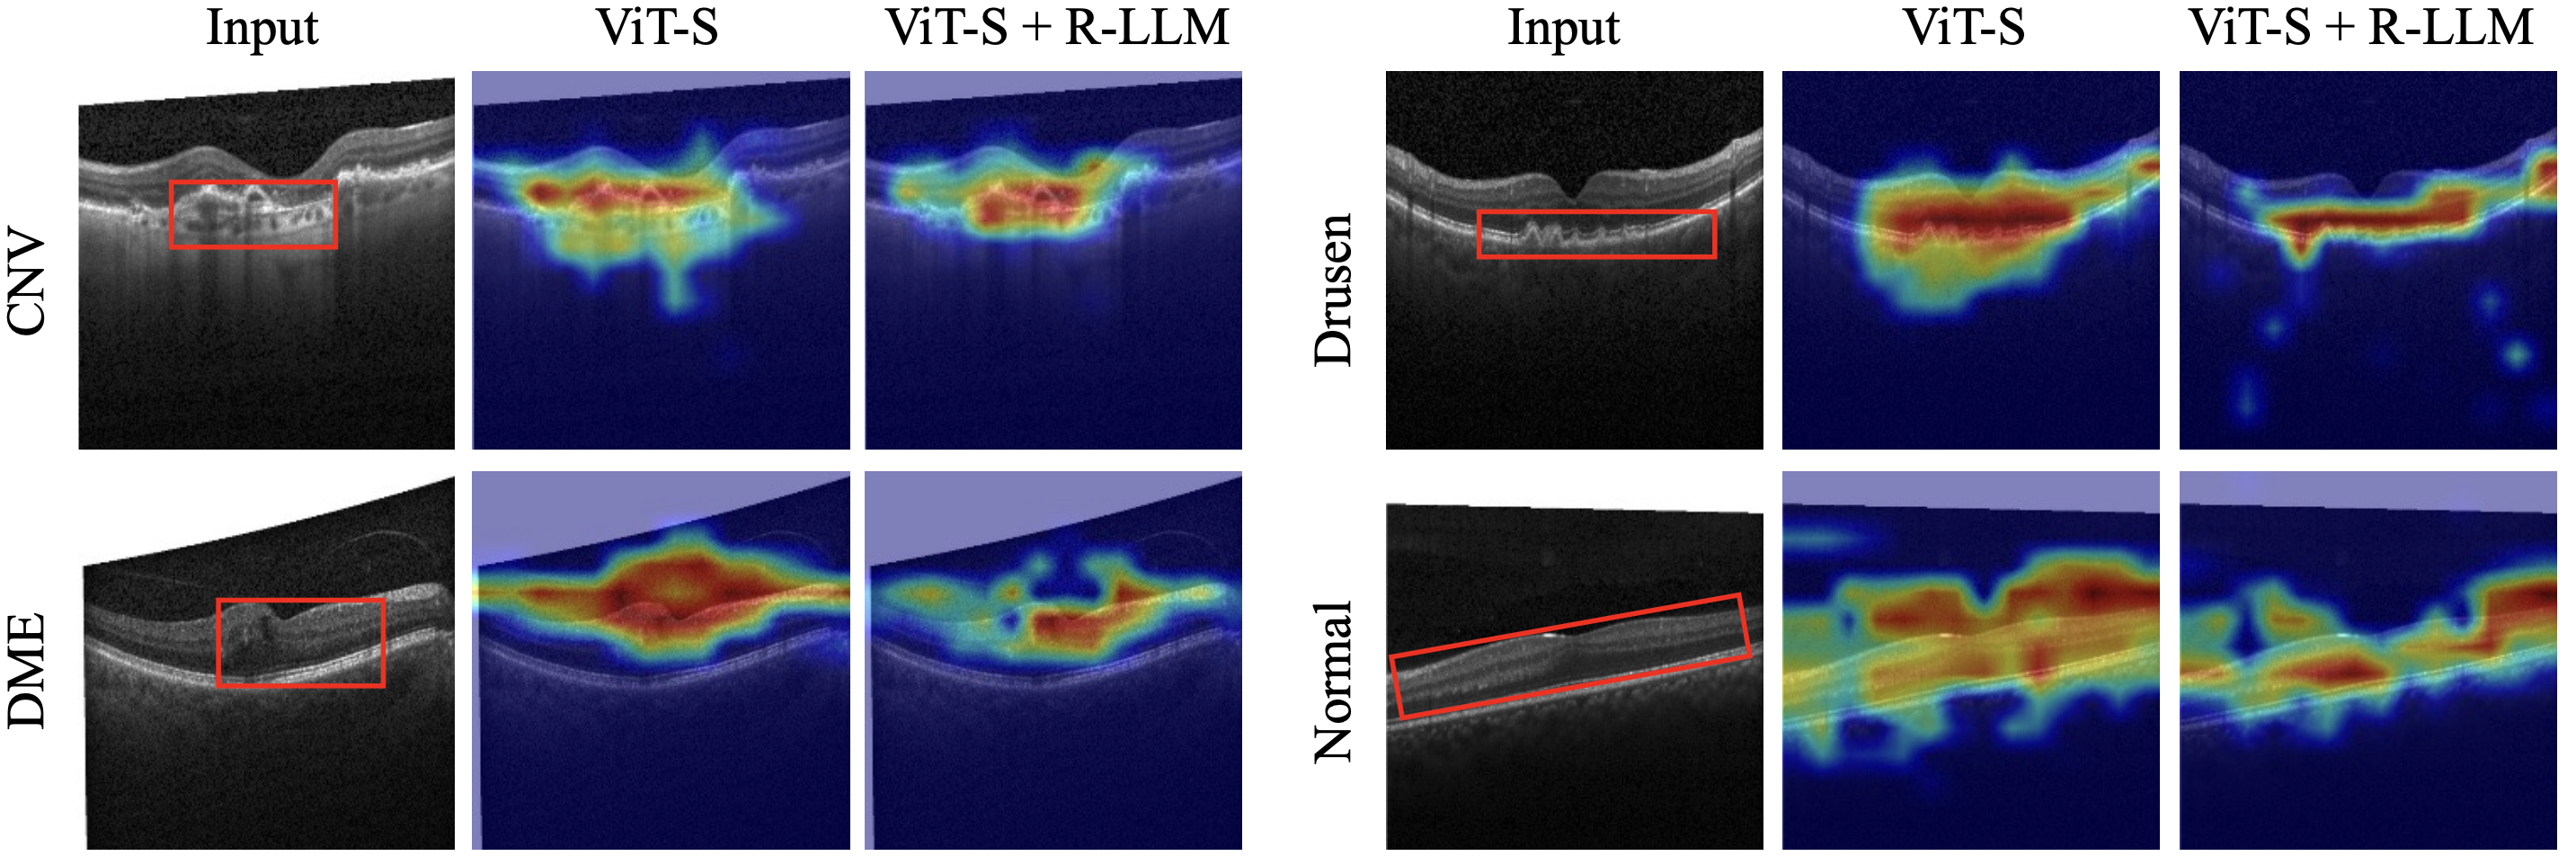 Input ViT-S ViT-S + R-LLM Input ViT-S ViT-S + R-LLM
CNV
Drusen
DME
Normal